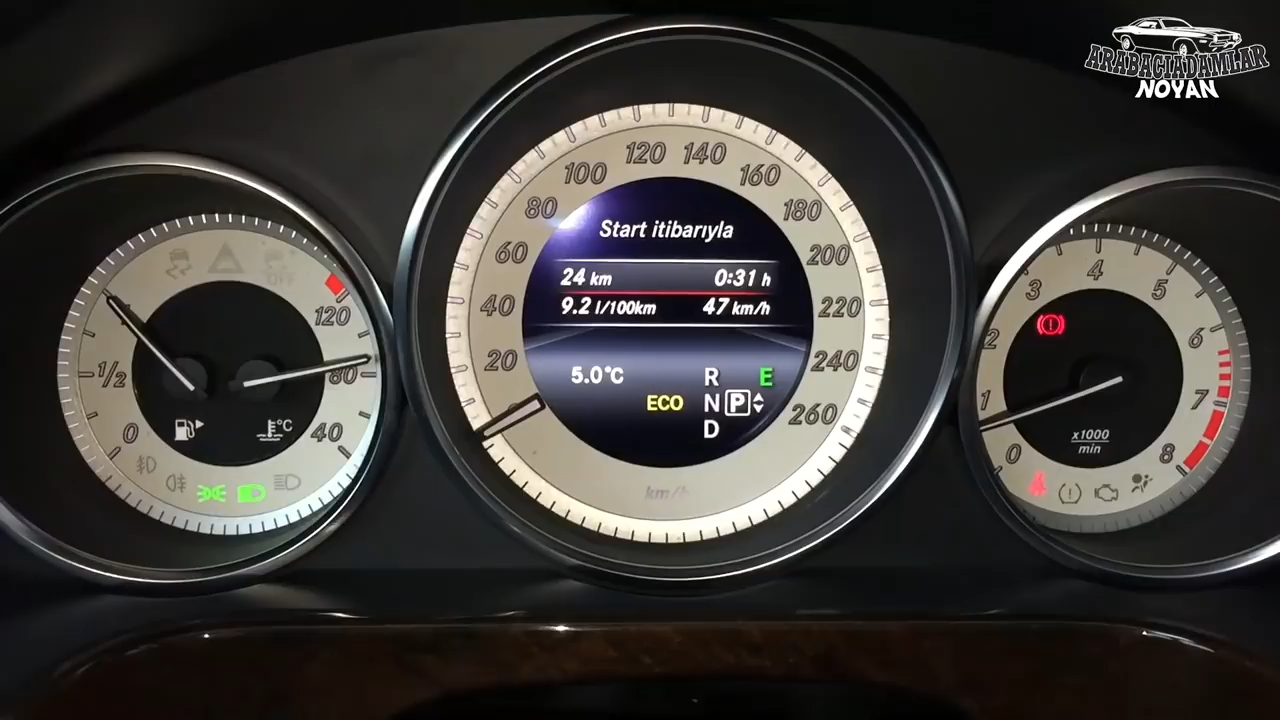 ARABACIADAMLAR
NOYAN
Start itibarıyla
24 km 0:31 h
9.2 l/100km 47 km/h
5.0°C
R E
ECO N P
D
20
40
60
80
100
120
140
160
180
200
220
240
260
km/h
0
1/2
120
80
40
°C
OFF
0
1
2
3
4
5
6
7
8
x1000
min